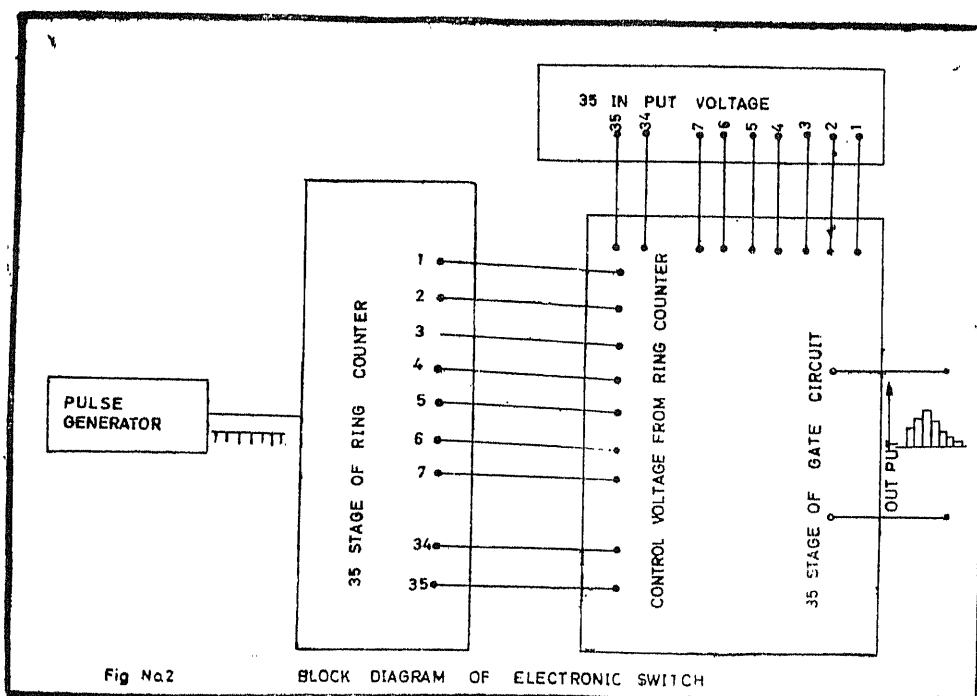 35 IN PUT VOLTAGE
35
34
7
6
5
4
3
2
1
PULSE
GENERATOR
35 STAGE OF RING COUNTER
1
2
3
4
5
6
7
34
35
CONTROL VOLTAGE FROM RING COUNTER
35 STAGE OF GATE CIRCUIT
OUT PUT
Fig No.2
BLOCK DIAGRAM OF ELECTRONIC SWITCH